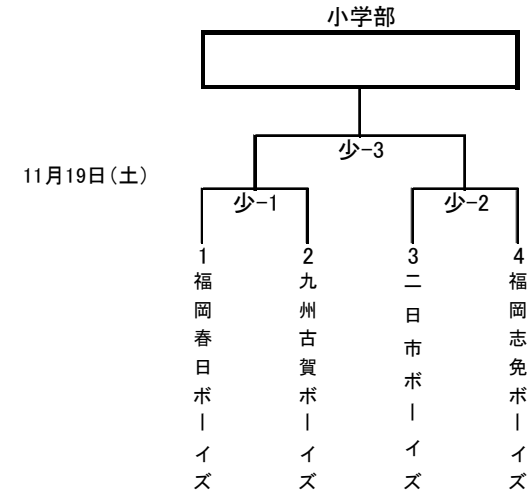 小学部
少-3
11月19日（土）
少-1
少-2
1
2
3
4
福岡春日ボーイズ
九州古賀ボーイズ
二日市ボーイズ
福岡志免ボーイズ